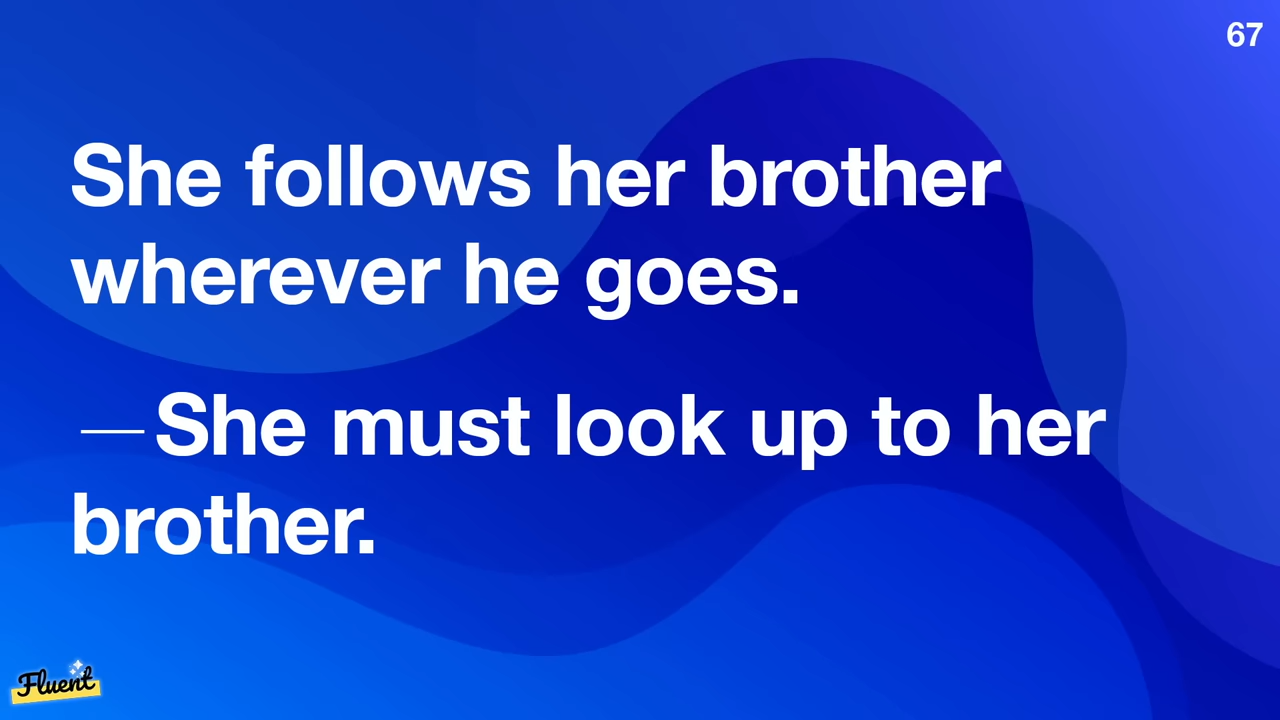 67
She follows her brother
wherever he goes.
—She must look up to her
brother.
Fluent